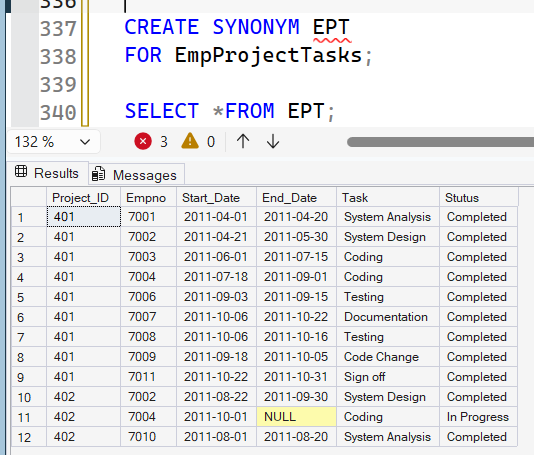 336
337 CREATE SYNONYM EPT
338 FOR EmpProjectTasks;
339
340 SELECT *FROM EPT;
132 % 3 0
Results Messages
Project_ID Empno Start_Date End_Date Task Status
1 401 7001 2011-04-01 2011-04-20 System Analysis Completed
2 401 7002 2011-04-21 2011-05-30 System Design Completed
3 401 7003 2011-06-01 2011-07-15 Coding Completed
4 401 7004 2011-07-18 2011-09-01 Coding Completed
5 401 7006 2011-09-03 2011-09-15 Testing Completed
6 401 7007 2011-10-06 2011-10-22 Documentation Completed
7 401 7008 2011-10-06 2011-10-16 Testing Completed
8 401 7009 2011-09-18 2011-10-05 Code Change Completed
9 401 7011 2011-10-22 2011-10-31 Sign off Completed
10 402 7002 2011-08-22 2011-09-30 System Design Completed
11 402 7004 2011-10-01 NULL Coding In Progress
12 402 7010 2011-08-01 2011-08-20 System Analysis Completed